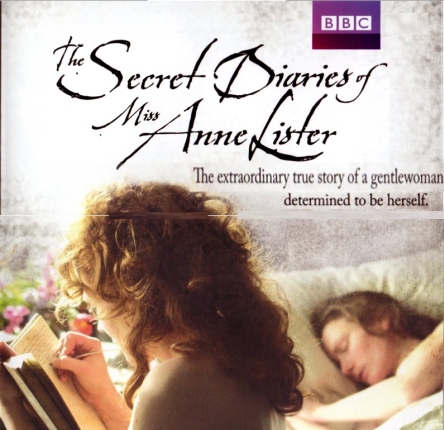 BBC
The
Secret Diaries of
Miss
Anne Lister
The extraordinary true story of a gentlewoman
determined to be herself.